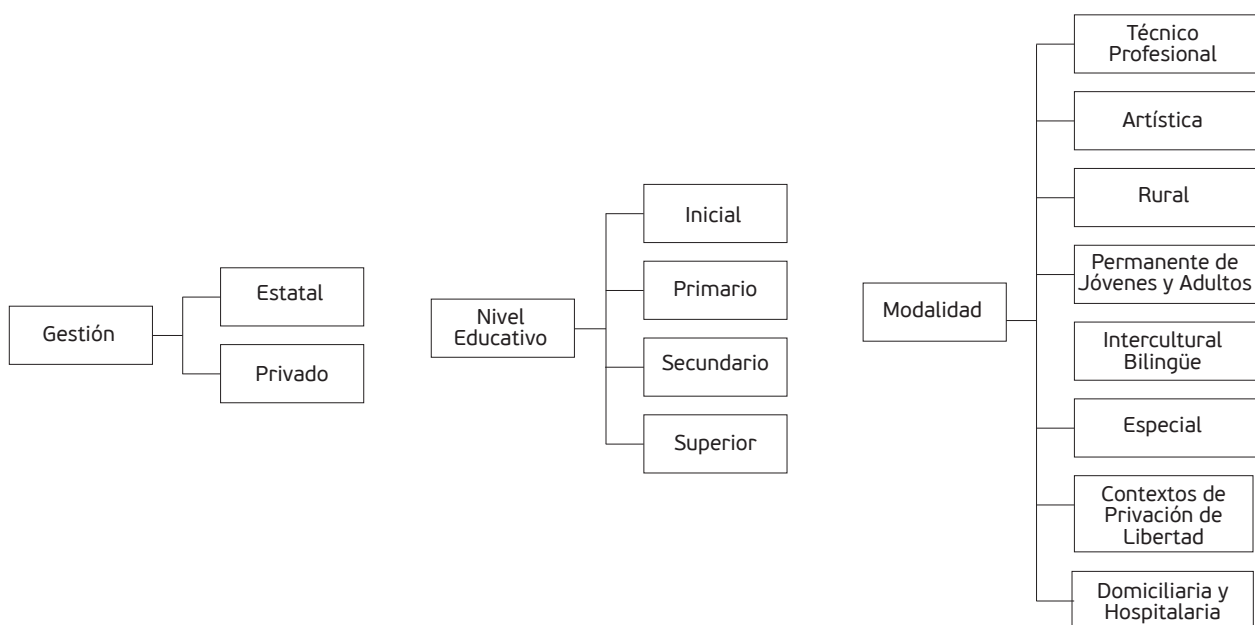 Gestión
Estatal
Privado
Nivel
Educativo
Inicial
Primario
Secundario
Superior
Modalidad
Técnico
Profesional
Artística
Rural
Permanente de
Jóvenes y Adultos
Intercultural
Bilingüe
Especial
Contextos de
Privación de
Libertad
Domiciliaria y
Hospitalaria